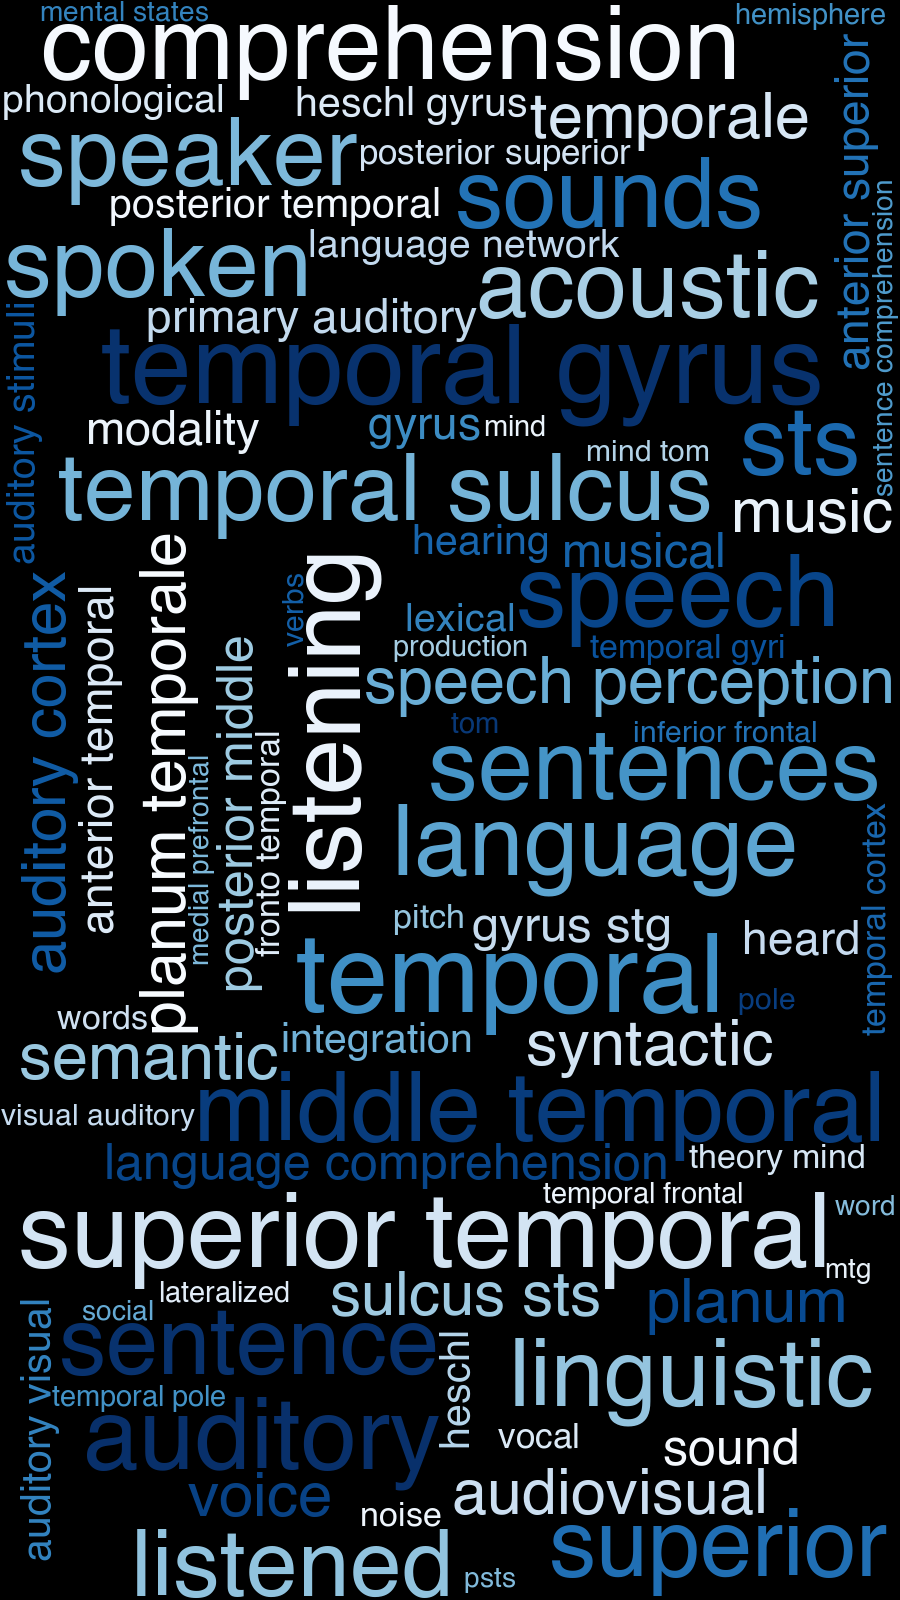 mental states
hemisphere
comprehension
anterior superior
phonological
heschl gyrus
temporale
speaker
posterior superior
sounds
posterior temporal
sentence comprehension
spoken
language network
acoustic
primary auditory
auditory stimuli
temporal gyrus
modality
gyrus
mind
sts
mind tom
temporal sulcus
music
hearing
musical
planum temporale
listening
speech
auditory cortex
anterior temporal
verbs
lexical
production
temporal gyri
posterior middle
speech perception
tom
inferior frontal
sentences
medial prefrontal
fronto temporal
language
temporal cortex
pitch
gyrus stg
heard
temporal
pole
words
integration
syntactic
semantic
middle temporal
visual auditory
language comprehension
theory mind
temporal frontal
superior temporal
word
mtg
lateralized
sulcus sts
planum
auditory visual
social
sentence
heschl
linguistic
temporal pole
auditory
vocal
sound
voice
audiovisual
noise
superior
listened
psts